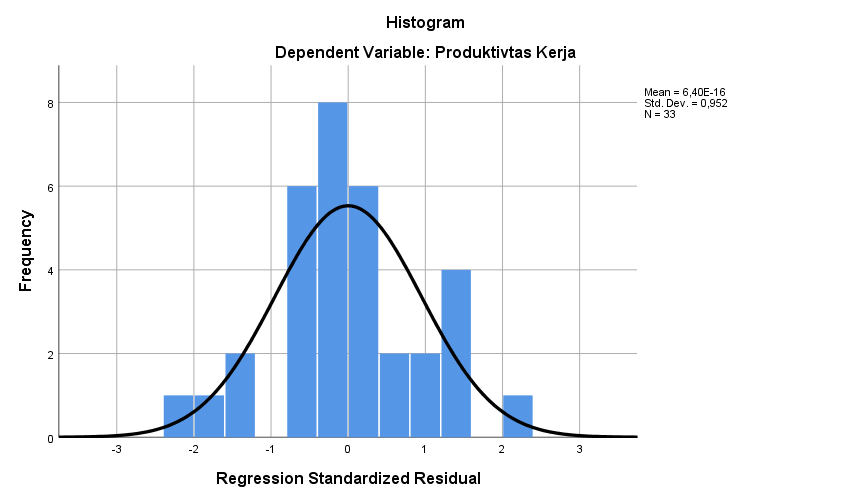 Histogram
Dependent Variable: Produktivtas Kerja
Mean = 6,40E-16
Std. Dev. = 0,952
N = 33
8
6
4
2
0
Frequency
-3 -2 -1 0 1 2 3
Regression Standardized Residual